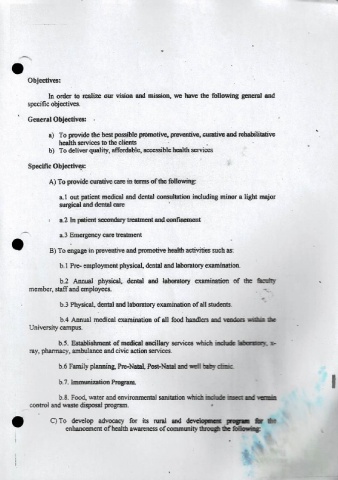 Objectives:
In order to realize our vision and mission, we have the following general and
specific objectives.
General Objectives:
a) To provide the best possible promotive, preventive, curative and rehabilitative
health services to the clients
b) To deliver quality, affordable, accessible health services
Specific Objectives:
A) To provide curative care in terms of the following:
a.1 out patient medical and dental consultation including minor a light major
surgical and dental care
a.2 In patient secondary treatment and confinement
a.3 Emergency care treatment
B) To engage in preventive and promotive health activities such as:
b.1 Pre- employment physical, dental and laboratory examination.
b.2 Annual physical, dental and laboratory examination of the faculty
member, staff and employees.
b.3 Physical, dental and laboratory examination of all students.
b.4 Annual medical examination of all food handlers and vendors within the
University campus.
b.5. Establishment of medical ancillary services which include laboratory, x-
ray, pharmacy, ambulance and civic action services.
b.6 Family planning, Pre-Natal, Post-Natal and well baby clinic.
b.7. Immunization Program.
b.8. Food, water and environmental sanitation which include insect and vermin
control and waste disposal program.
C) To develop advocacy for its rural and development program for the
enhancement of health awareness of community through the following: